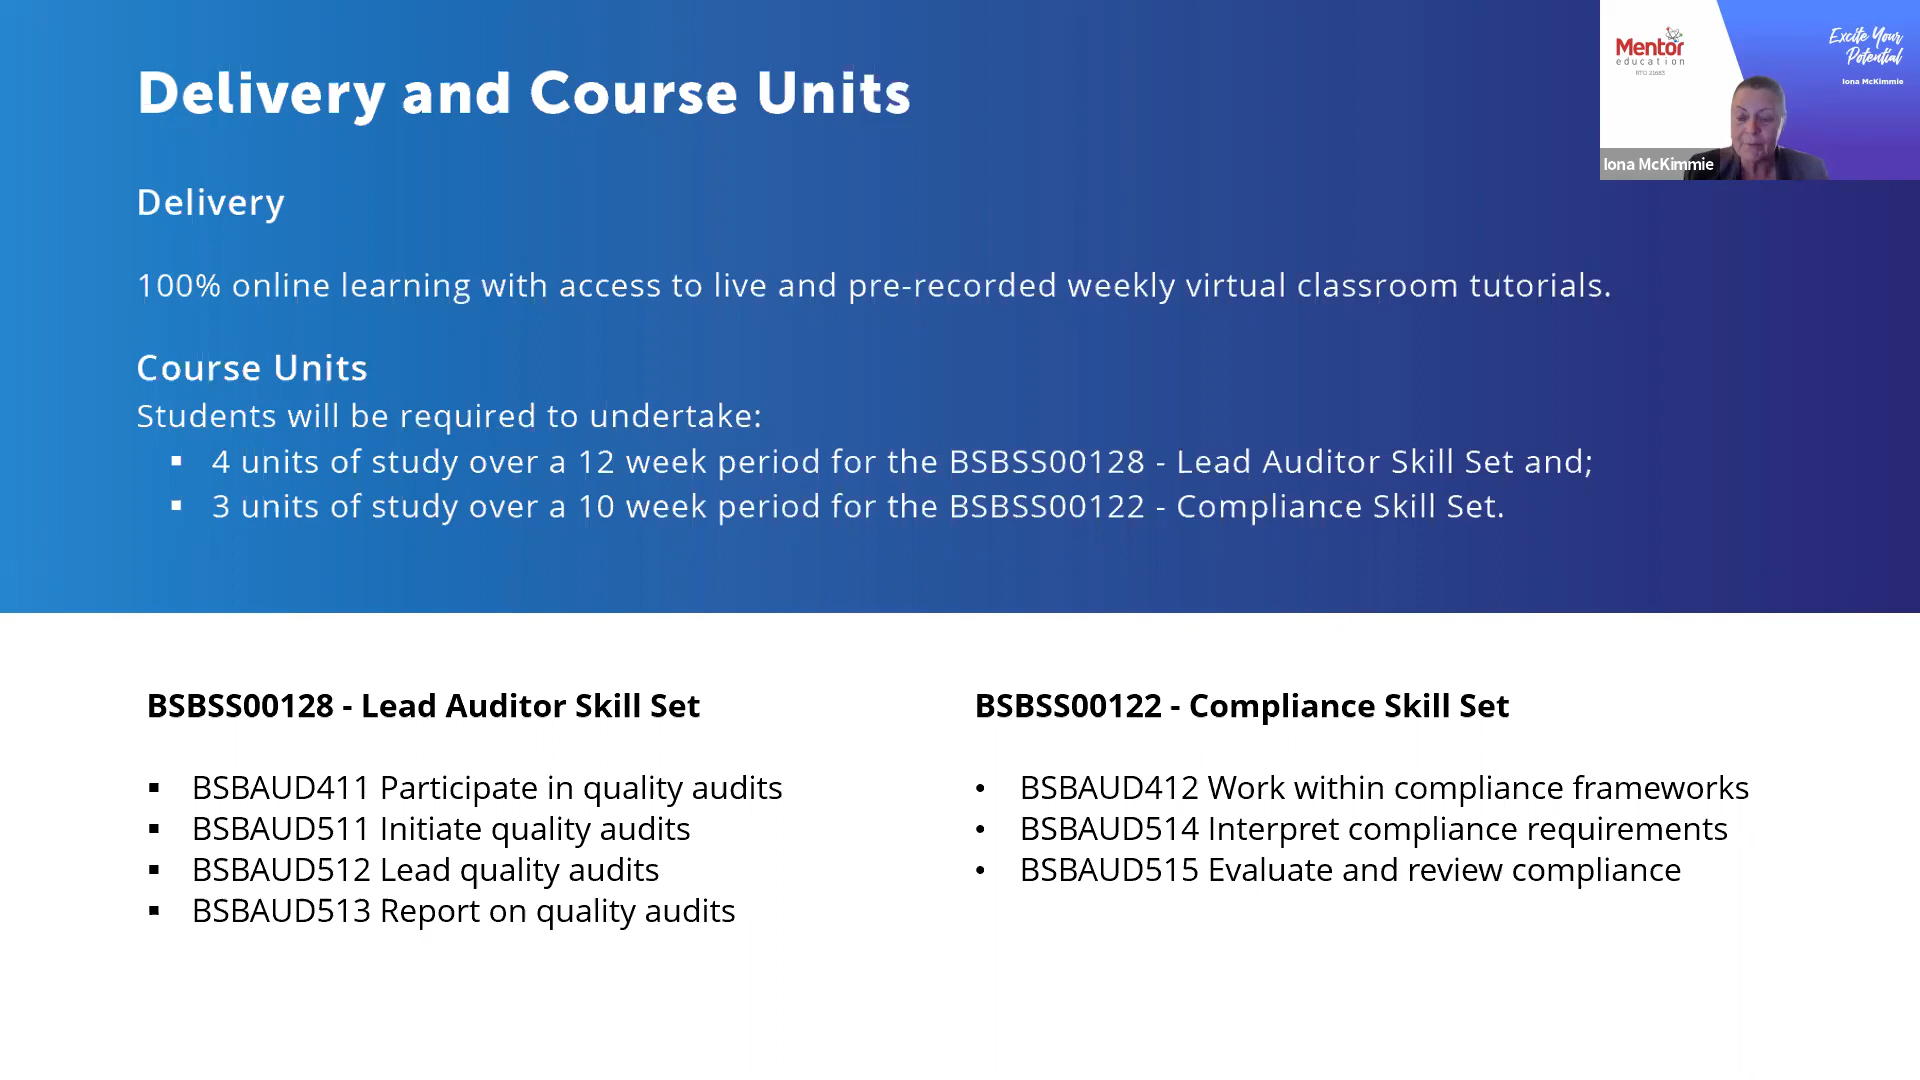 Delivery and Course Units
Mentor
education
RTO 21683
Excite Your
Potential
Iona McKimmie
Iona McKimmie
Delivery
100% online learning with access to live and pre-recorded weekly virtual classroom tutorials.
Course Units
Students will be required to undertake:
▪ 4 units of study over a 12 week period for the BSBSS00128 - Lead Auditor Skill Set and;
▪ 3 units of study over a 10 week period for the BSBSS00122 - Compliance Skill Set.
BSBSS00128 - Lead Auditor Skill Set
▪ BSBAUD411 Participate in quality audits
▪ BSBAUD511 Initiate quality audits
▪ BSBAUD512 Lead quality audits
▪ BSBAUD513 Report on quality audits
BSBSS00122 - Compliance Skill Set
• BSBAUD412 Work within compliance frameworks
• BSBAUD514 Interpret compliance requirements
• BSBAUD515 Evaluate and review compliance